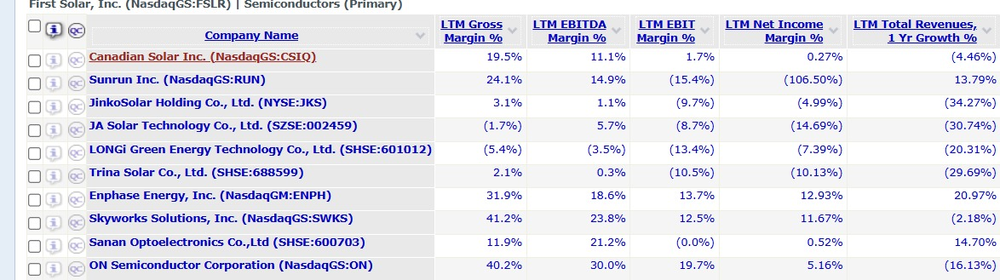 First Solar, Inc. (NasdaqGS:FSLR) | Semiconductors (Primary)
Company Name LTM Gross Margin % LTM EBITDA Margin % LTM EBIT Margin % LTM Net Income Margin % LTM Total Revenues, 1 Yr Growth %
Canadian Solar Inc. (NasdaqGS:CSIQ) 19.5% 11.1% 1.7% 0.27% (4.46%)
Sunrun Inc. (NasdaqGS:RUN) 24.1% 14.9% (15.4%) (106.50%) 13.79%
JinkoSolar Holding Co., Ltd. (NYSE:JKS) 3.1% 1.1% (9.7%) (4.99%) (34.27%)
JA Solar Technology Co., Ltd. (SZSE:002459) (1.7%) 5.7% (8.7%) (14.69%) (30.74%)
LONGi Green Energy Technology Co., Ltd. (SHSE:601012) (5.4%) (3.5%) (13.4%) (7.39%) (20.31%)
Trina Solar Co., Ltd. (SHSE:688599) 2.1% 0.3% (10.5%) (10.13%) (29.69%)
Enphase Energy, Inc. (NasdaqGM:ENPH) 31.9% 18.6% 13.7% 12.93% 20.97%
Skyworks Solutions, Inc. (NasdaqGS:SWKS) 41.2% 23.8% 12.5% 11.67% (2.18%)
Sanan Optoelectronics Co.,Ltd (SHSE:600703) 11.9% 21.2% (0.0%) 0.52% 14.70%
ON Semiconductor Corporation (NasdaqGS:ON) 40.2% 30.0% 19.7% 5.16% (16.13%)